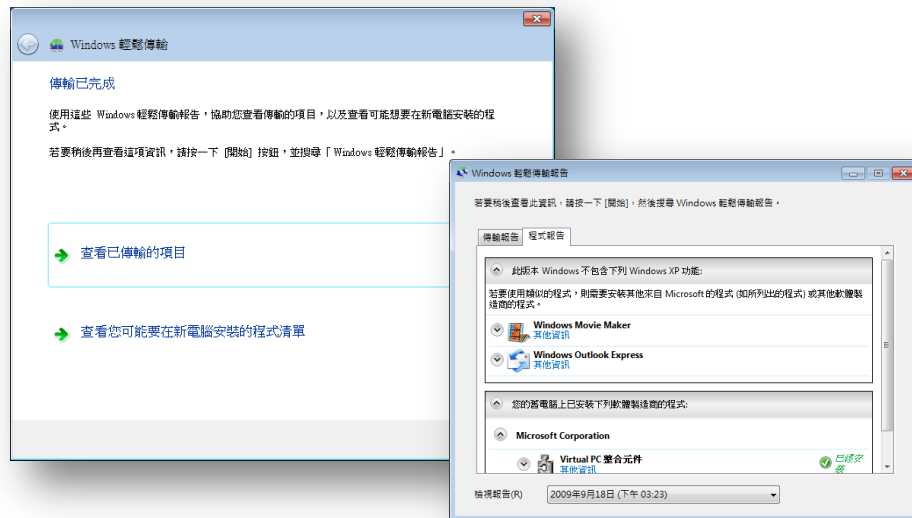 Windows 輕鬆傳輸
傳輸已完成
使用這些 Windows 輕鬆傳輸報告，協助您查看傳輸的項目，以及查看可能想要在新電腦安裝的程
式。
若要稍後再查看這項資訊，請按一下 [開始] 按鈕，並搜尋「Windows 輕鬆傳輸報告」。
查看已傳輸的項目
查看您可能要在新電腦安裝的程式清單
Windows 輕鬆傳輸報告
若要稍後查看此資訊，請按一下 [開始]，然後搜尋 Windows 輕鬆傳輸報告。
傳輸報告 程式報告
此版本 Windows 不包含下列 Windows XP 功能:
若要使用類似的程式，則需要安裝其他來自 Microsoft 的程式 (如所列出的程式) 或其他軟體製
造商的程式。
Windows Movie Maker
其他資訊
Windows Outlook Express
其他資訊
您的舊電腦上已安裝下列軟體製造商的程式:
Microsoft Corporation
Virtual PC 整合元件
其他資訊
已經安
裝
檢視報告(R) 2009年9月18日 (下午 03:23)